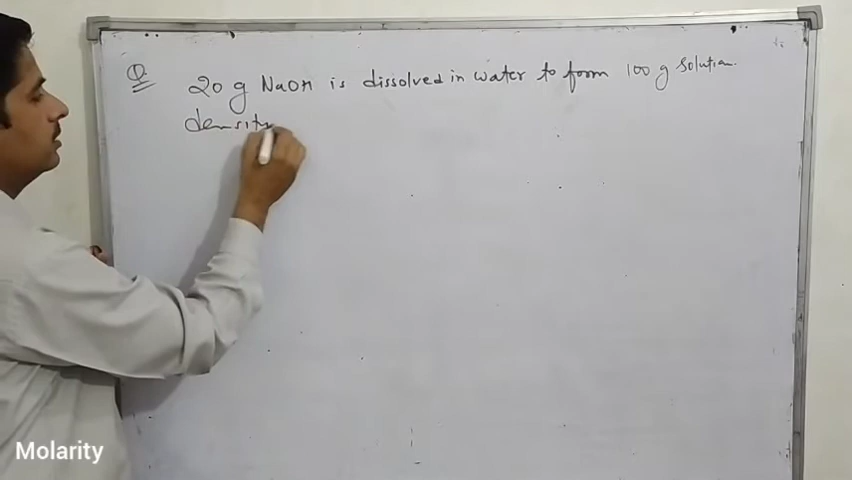 Q. 20 g NaOH is dissolved in water to form 100 g solution.
density
Molarity